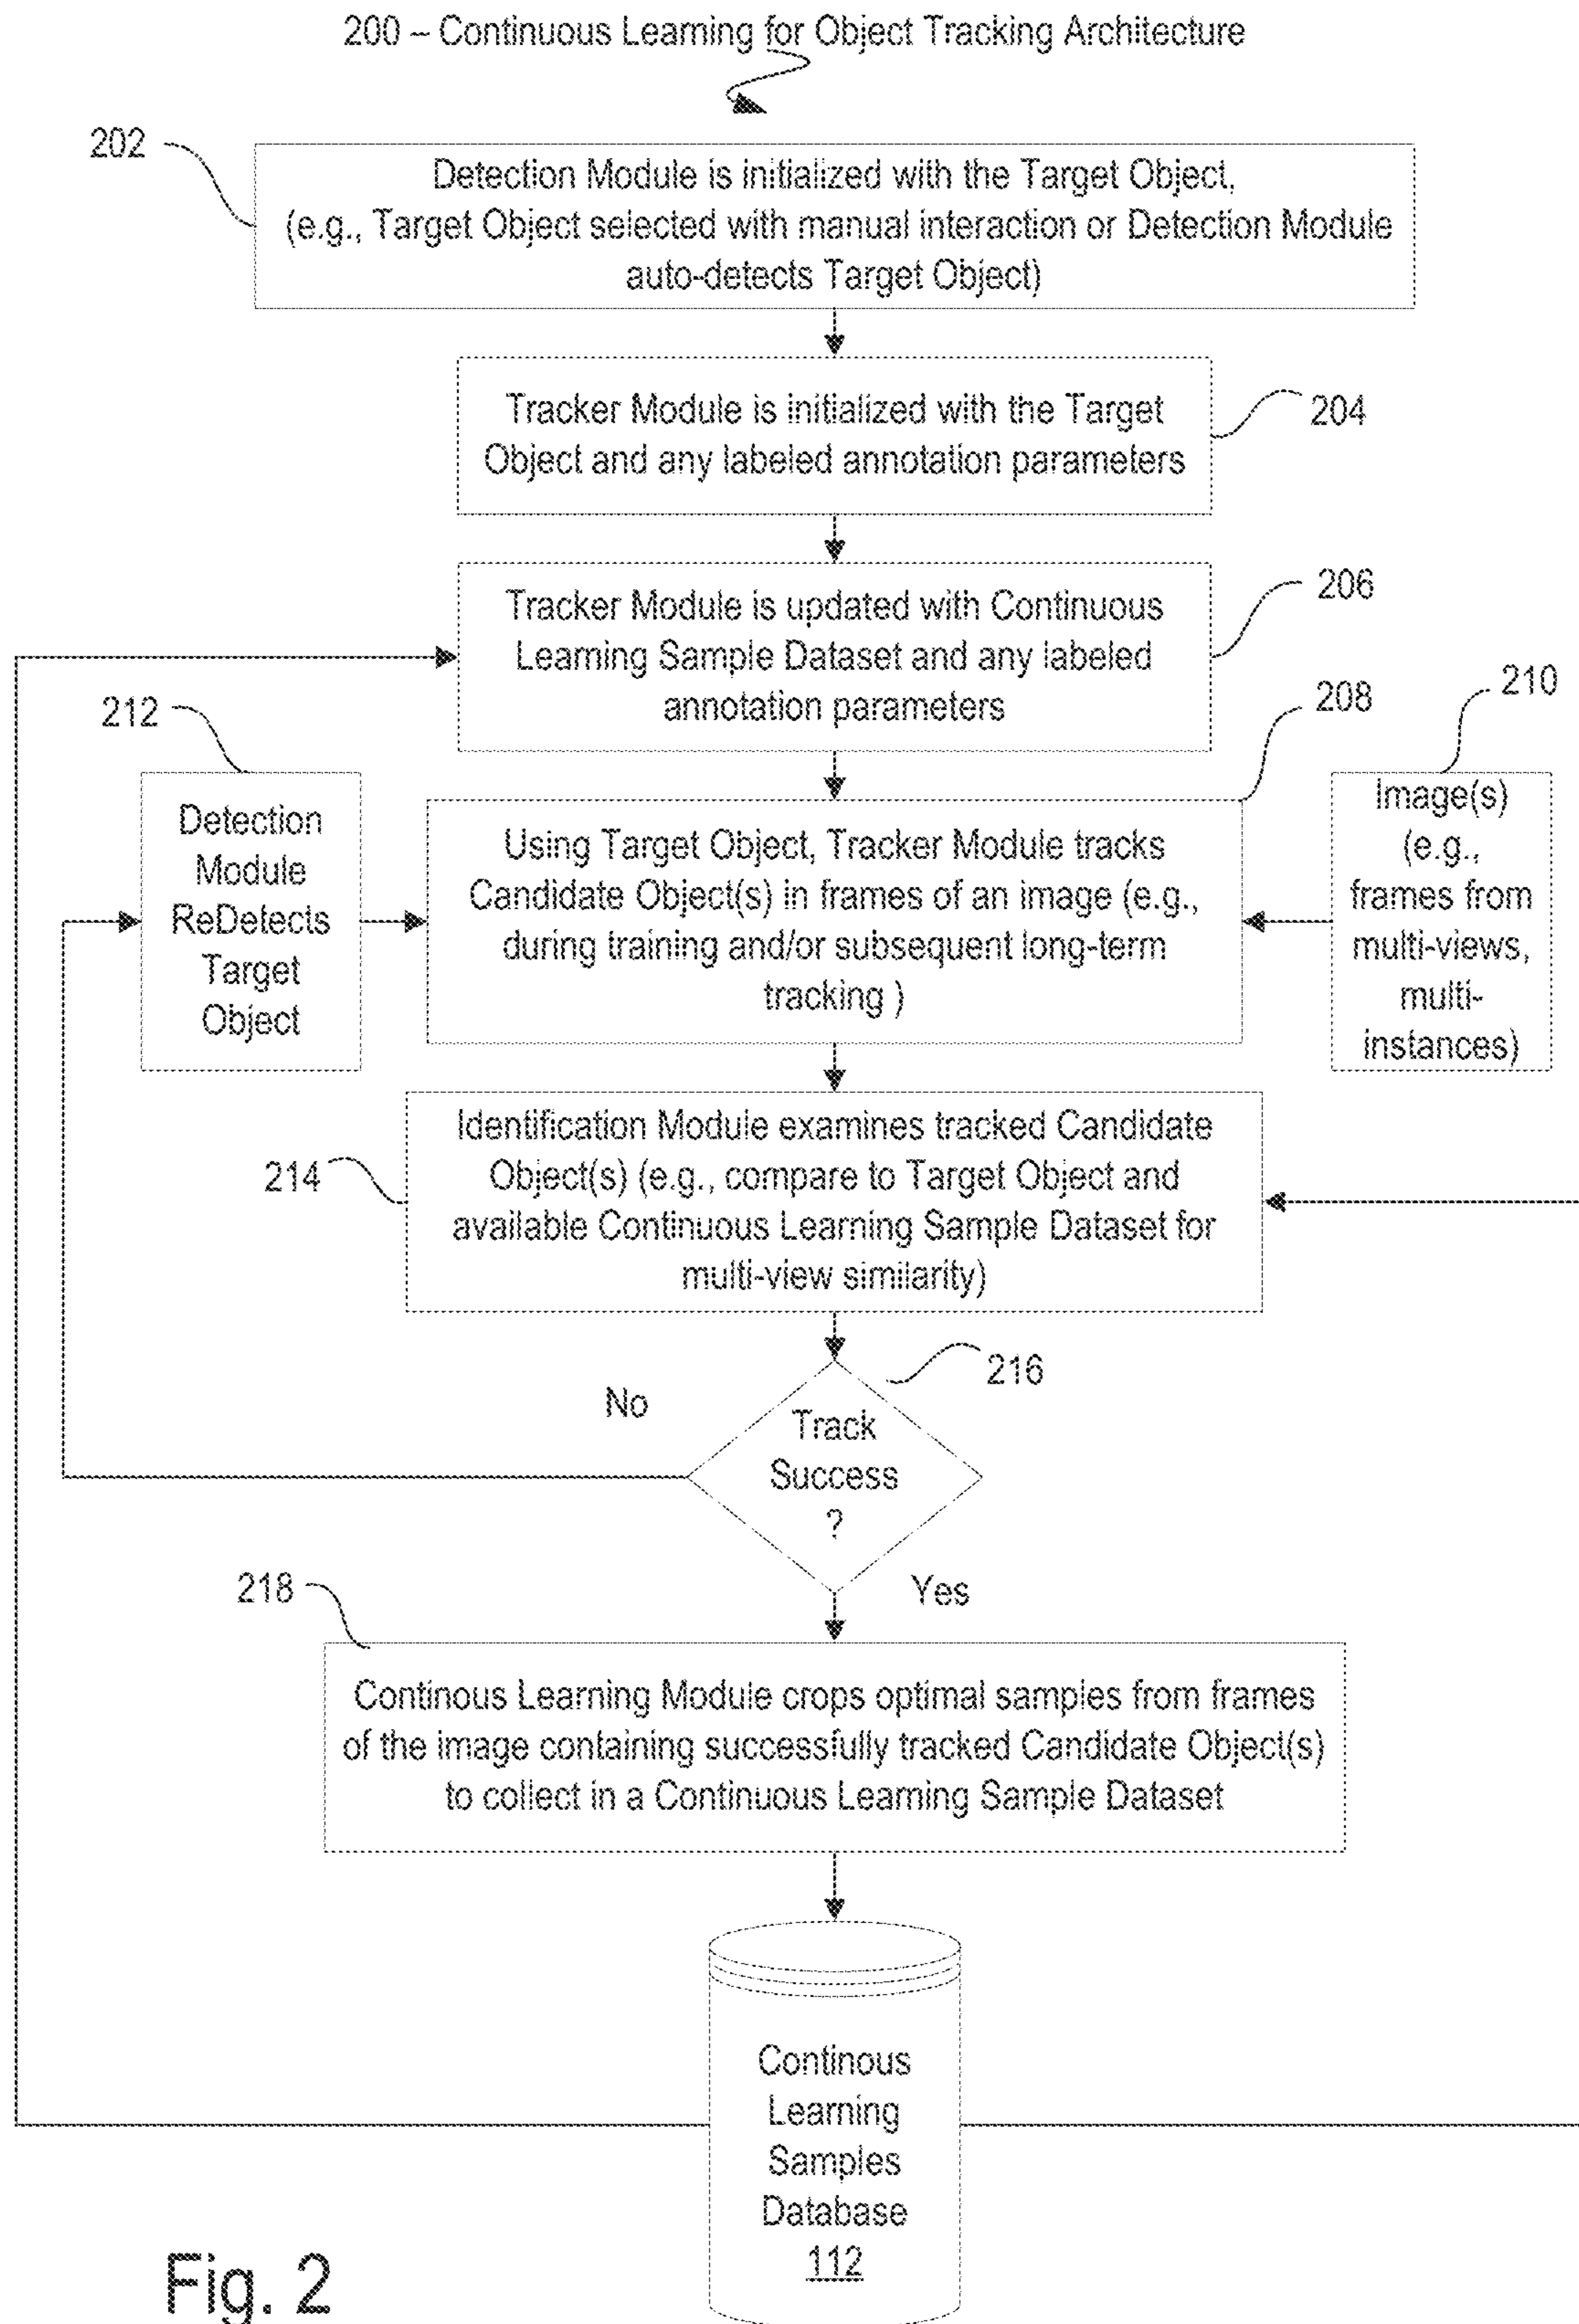 200 – Continuous Learning for Object Tracking Architecture
202
Detection Module is initialized with the Target Object,
(e.g., Target Object selected with manual interaction or Detection Module
auto-detects Target Object)
Tracker Module is initialized with the Target
Object and any labeled annotation parameters
204
Tracker Module is updated with Continuous
Learning Sample Dataset and any labeled
annotation parameters
206
212
Detection
Module
ReDetects
Target
Object
208
Using Target Object, Tracker Module tracks
Candidate Object(s) in frames of an image (e.g.,
during training and/or subsequent long-term
tracking )
210
Image(s)
(e.g.,
frames from
multi-views,
multi-
instances)
214
Identification Module examines tracked Candidate
Object(s) (e.g., compare to Target Object and
available Continuous Learning Sample Dataset for
multi-view similarity)
216
No
Track
Success
?
Yes
218
Continous Learning Module crops optimal samples from frames
of the image containing successfully tracked Candidate Object(s)
to collect in a Continuous Learning Sample Dataset
Continous
Learning
Samples
Database
112
Fig. 2